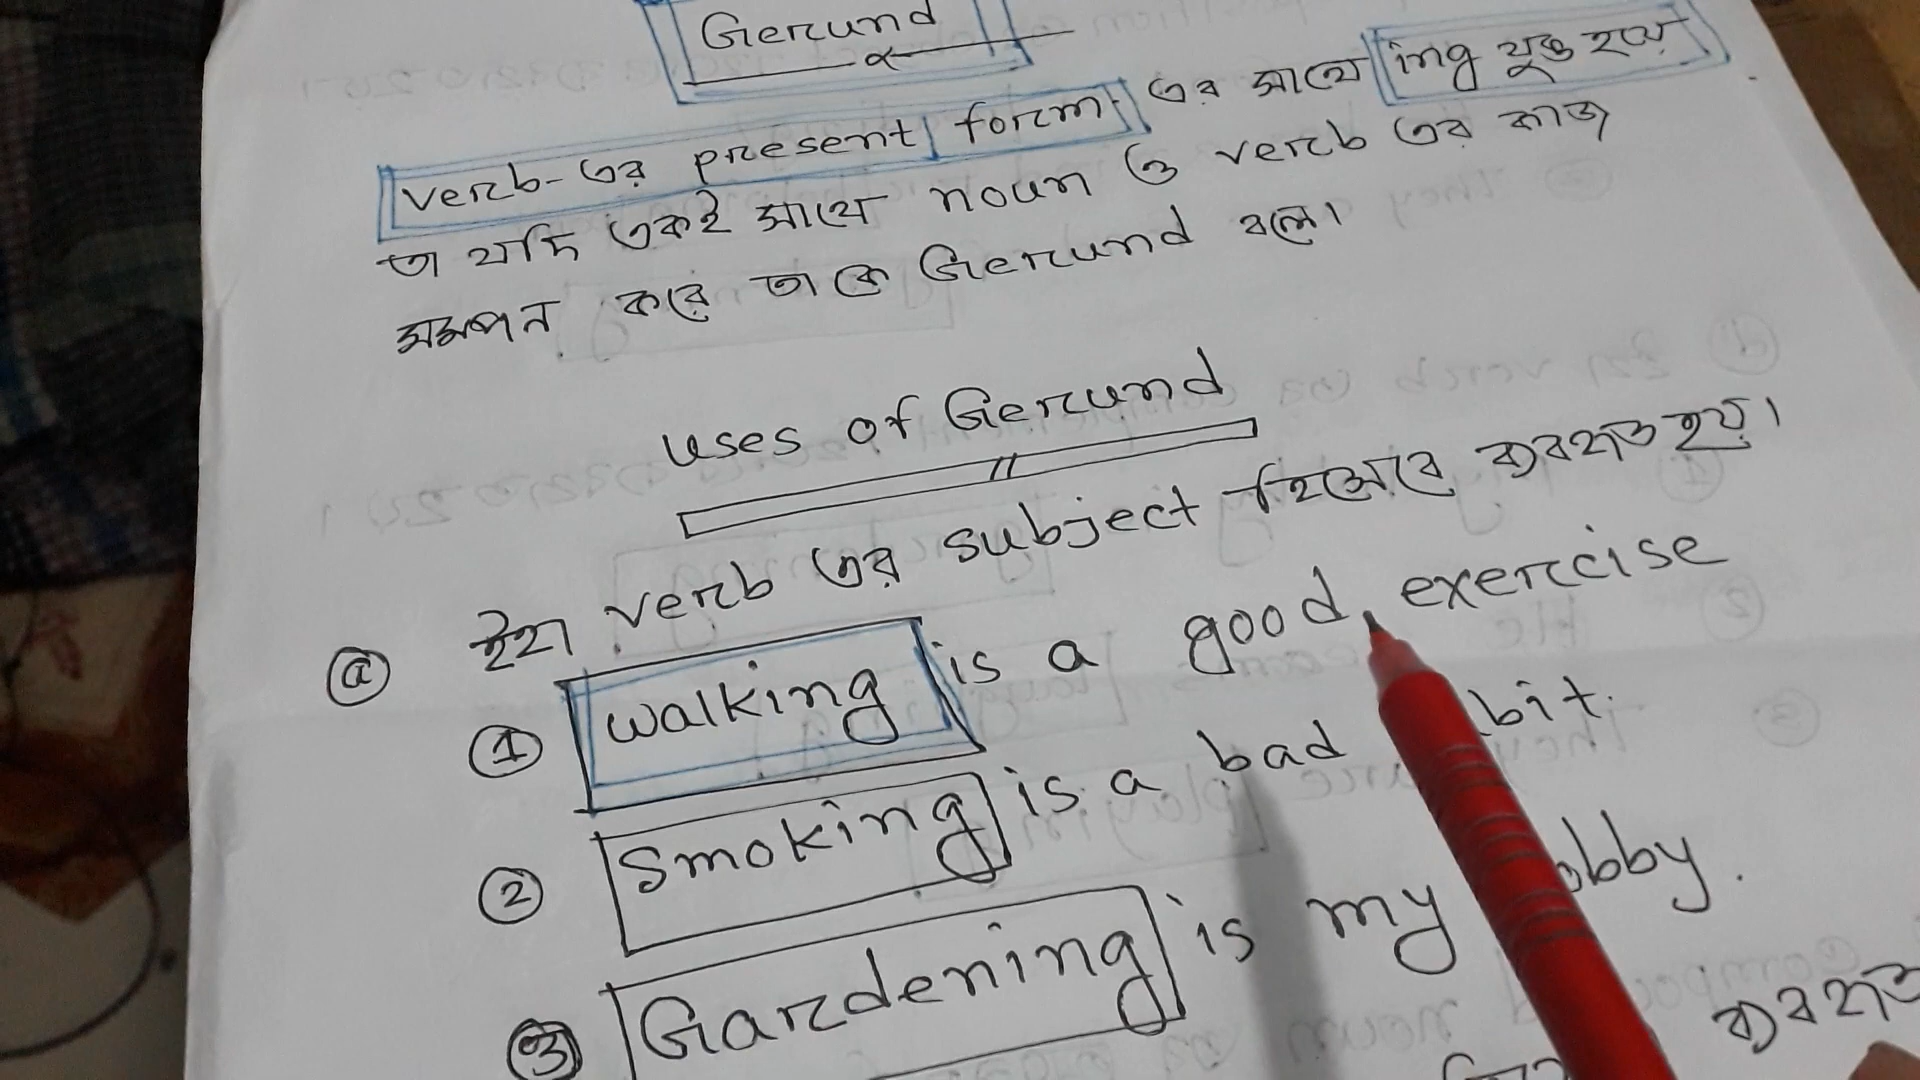 Gerund
verb-এর present form এর সাথে ing যুক্ত হয়ে
তা যদি একই সাথে noun ও verb এর কাজ
সম্পন্ন করে তাকে Gerund বলে।
uses of Gerund
@ ইহা verb এর subject হিসেবে ব্যবহৃত হয়।
1 walking is a good exercise
2 Smoking is a bad bit.
3 Gardening is my obby.